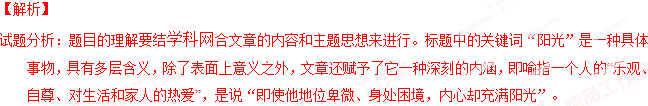 【解析】
试题分析：题目的理解要结学科网合文章的内容和主题思想来进行。标题中的关键词“阳光”是一种具体
事物，具有多层含义，除了表面上意义之外，文章还赋予了它一种深刻的内涵，即喻指一个人的“乐观、
自尊、对生活和家人的热爱”，是说“即使他地位卑微、身处困境，内心却充满阳光”。